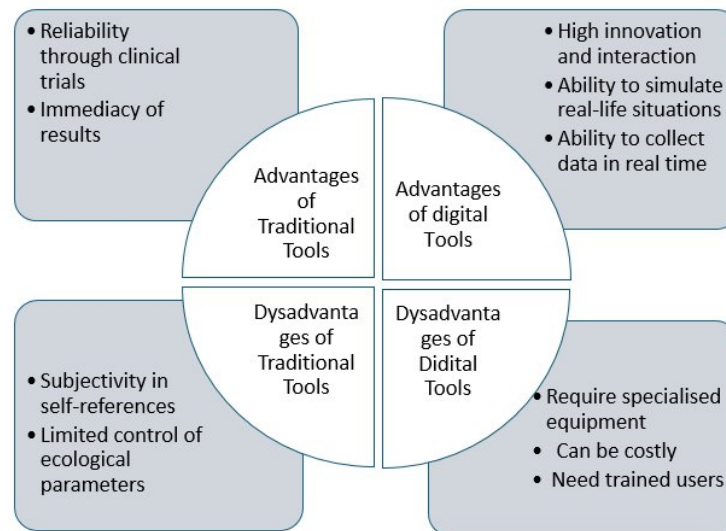 • Reliability
through clinical
trials
• Immediacy of
results
• High innovation
and interaction
• Ability to simulate
real-life situations
• Ability to collect
data in real time
Advantages
of
Traditional
Tools
Advantages
of digital
Tools
Dysadvanta
ges of
Traditional
Tools
Dysadvanta
ges of
Didital
Tools
• Subjectivity in
self-references
• Limited control of
ecological
parameters
• Require specialised
equipment
• Can be costly
• Need trained users